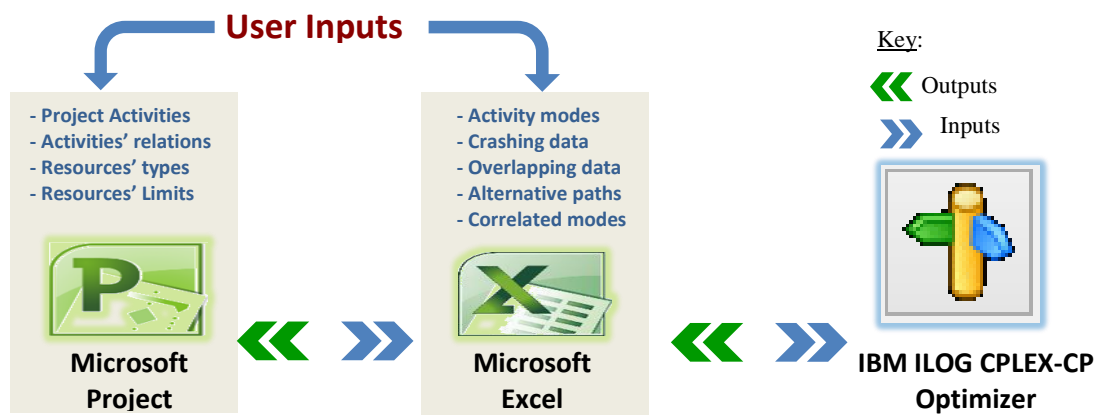 User Inputs
- Project Activities
- Activities’ relations
- Resources’ types
- Resources’ Limits
Microsoft
Project
- Activity modes
- Crashing data
- Overlapping data
- Alternative paths
- Correlated modes
Microsoft
Excel
Key:
Outputs
Inputs
IBM ILOG CPLEX-CP
Optimizer